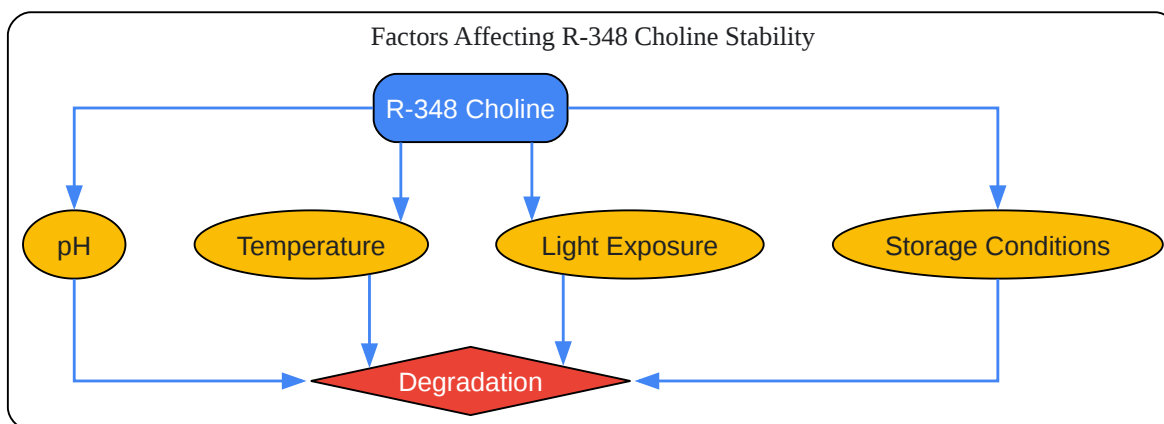 Factors Affecting R-348 Choline Stability
R-348 Choline
pH
Temperature
Light Exposure
Storage Conditions
Degradation